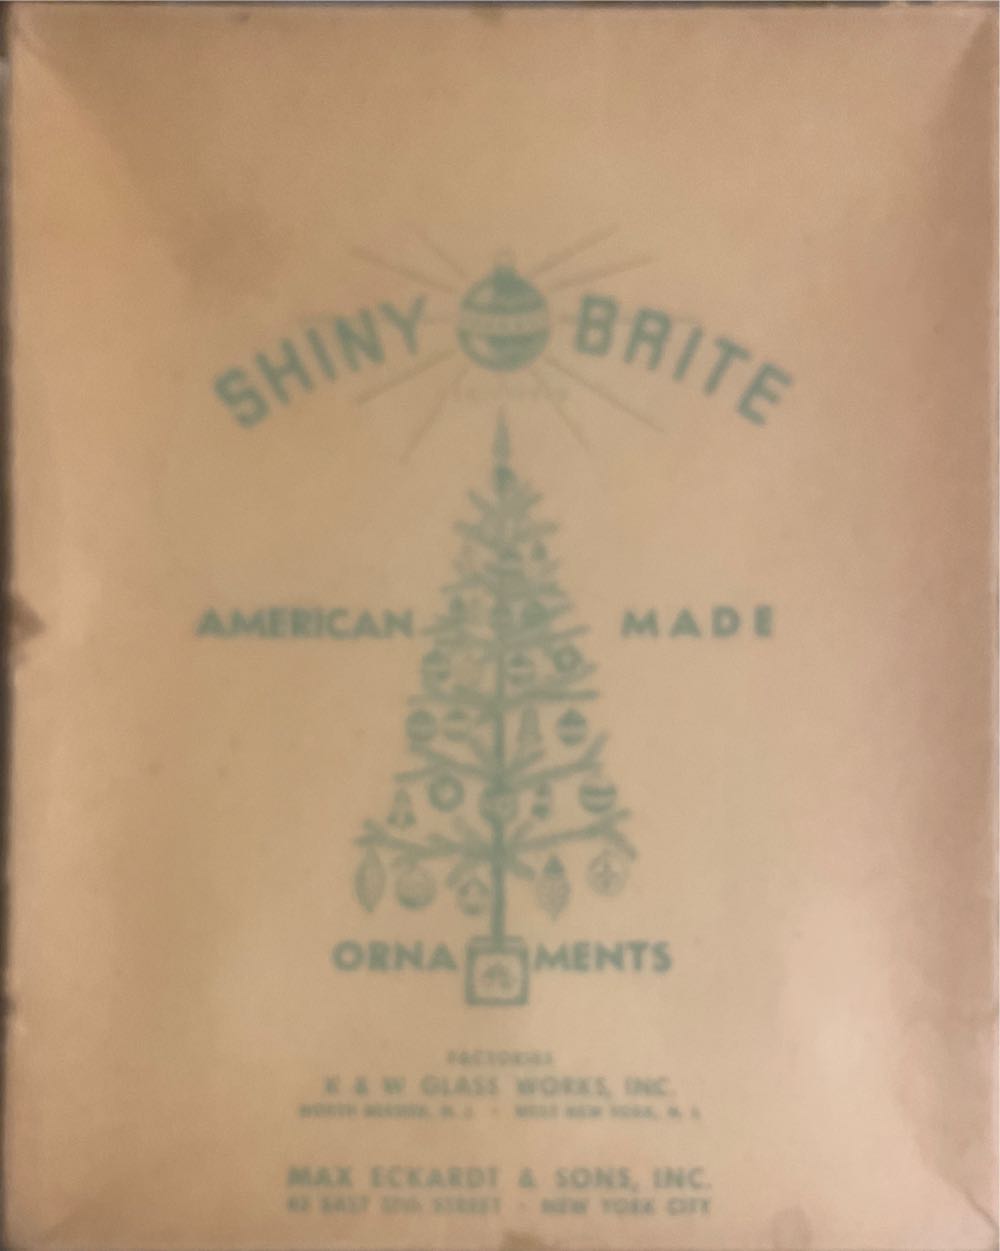 SHINY BRITE
AMERICAN MADE
ORNAMENTS
FACTORIES
K & W GLASS WORKS, INC.
NORTH BERGEN, N. J. · WEST NEW YORK, N. J.
MAX ECKARDT & SONS, INC.
EAST STREET · NEW YORK CITY